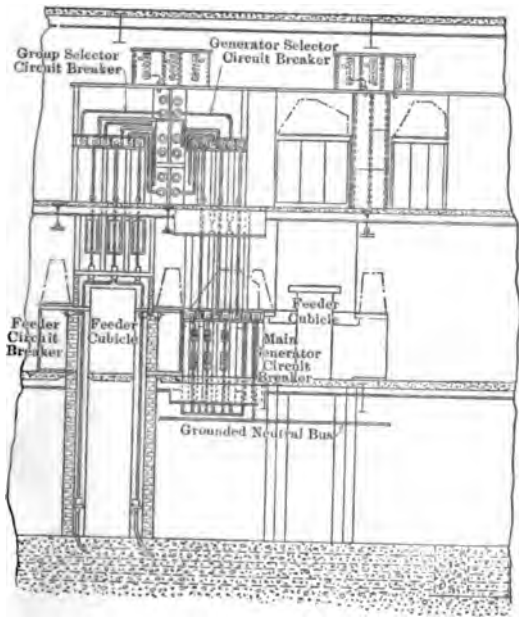 Group Selector
Circuit Breaker
Generator Selector
Circuit Breaker
Feeder
Circuit
Breaker
Feeder
Cubicle
Feeder
Cubicle
Main
Generator
Circuit
Breaker
Grounded Neutral Bus